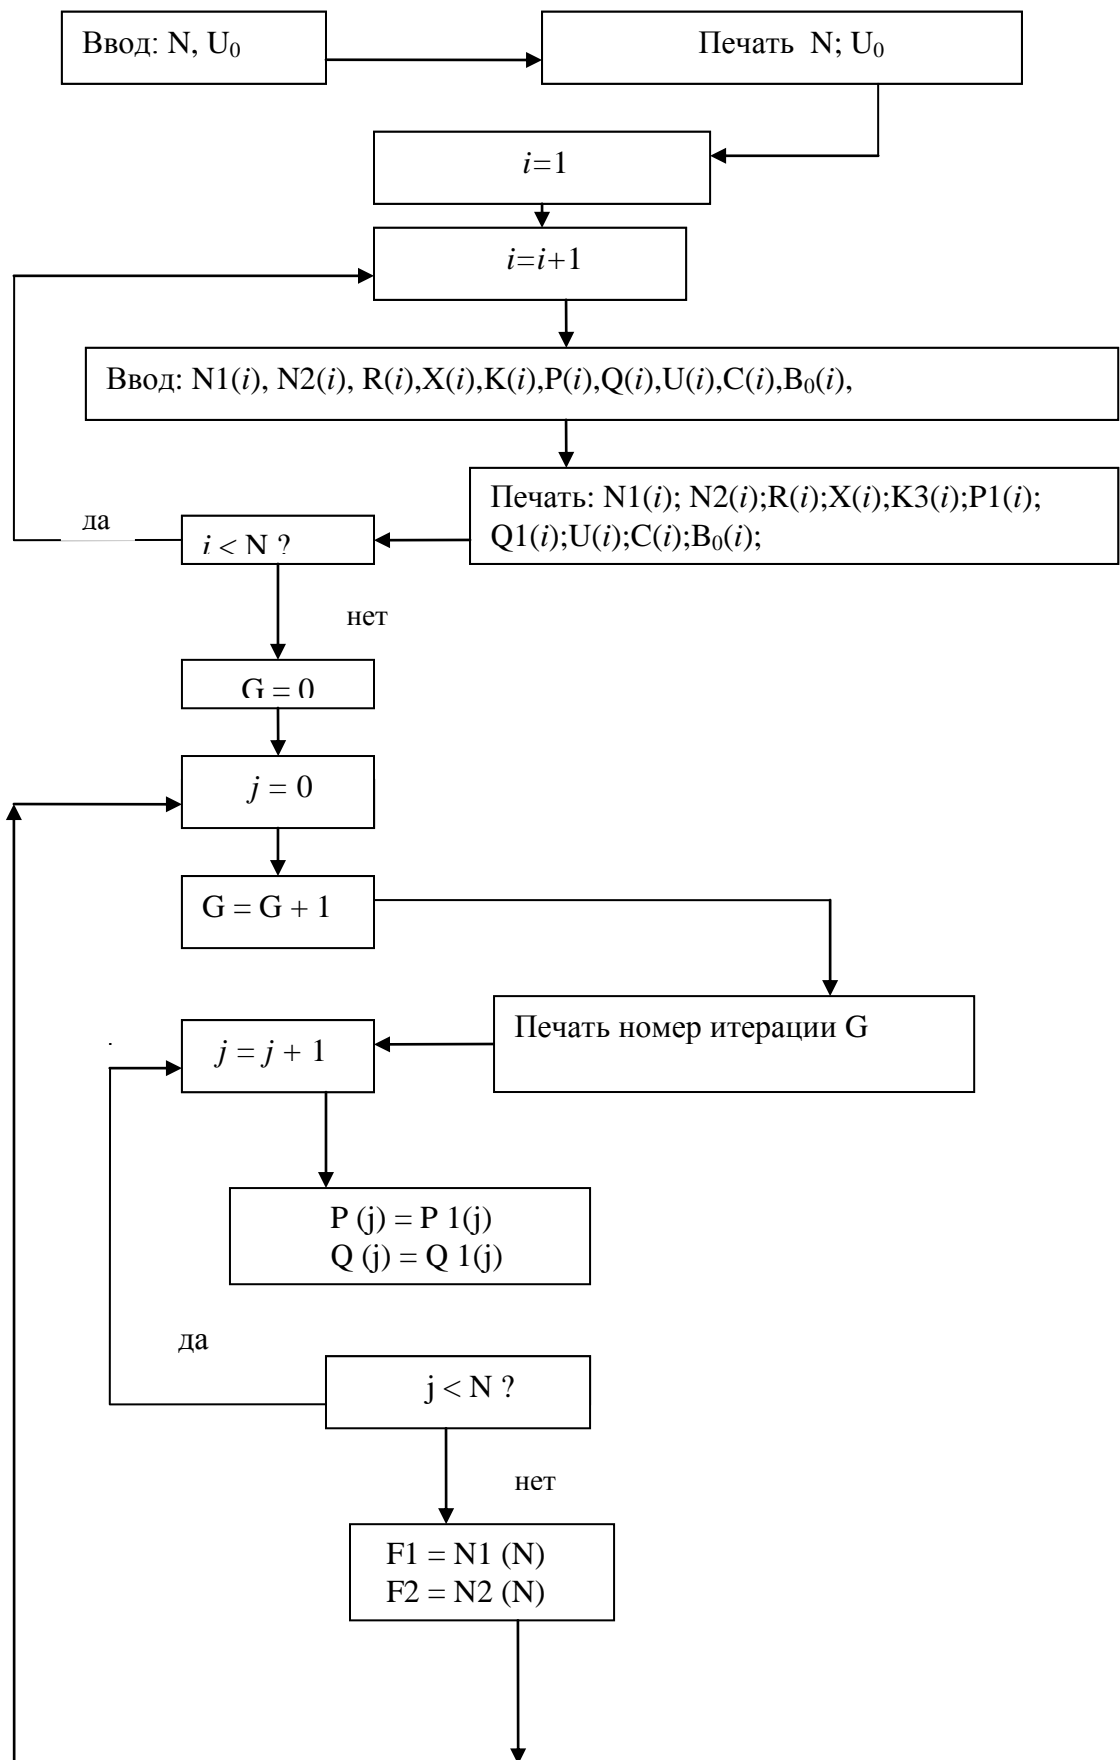 Ввод: N, U₀
Печать N; U₀
i=1
i=i+1
Ввод: N1(i), N2(i), R(i),X(i),K(i),P(i),Q(i),U(i),C(i),B₀(i),
Печать: N1(i); N2(i);R(i);X(i);K3(i);P1(i);
Q1(i);U(i);C(i);B₀(i);
да
i < N ?
нет
G = 0
j = 0
G = G + 1
Печать номер итерации G
j = j + 1
P (j) = P 1(j)
Q (j) = Q 1(j)
да
j < N ?
нет
F1 = N1 (N)
F2 = N2 (N)